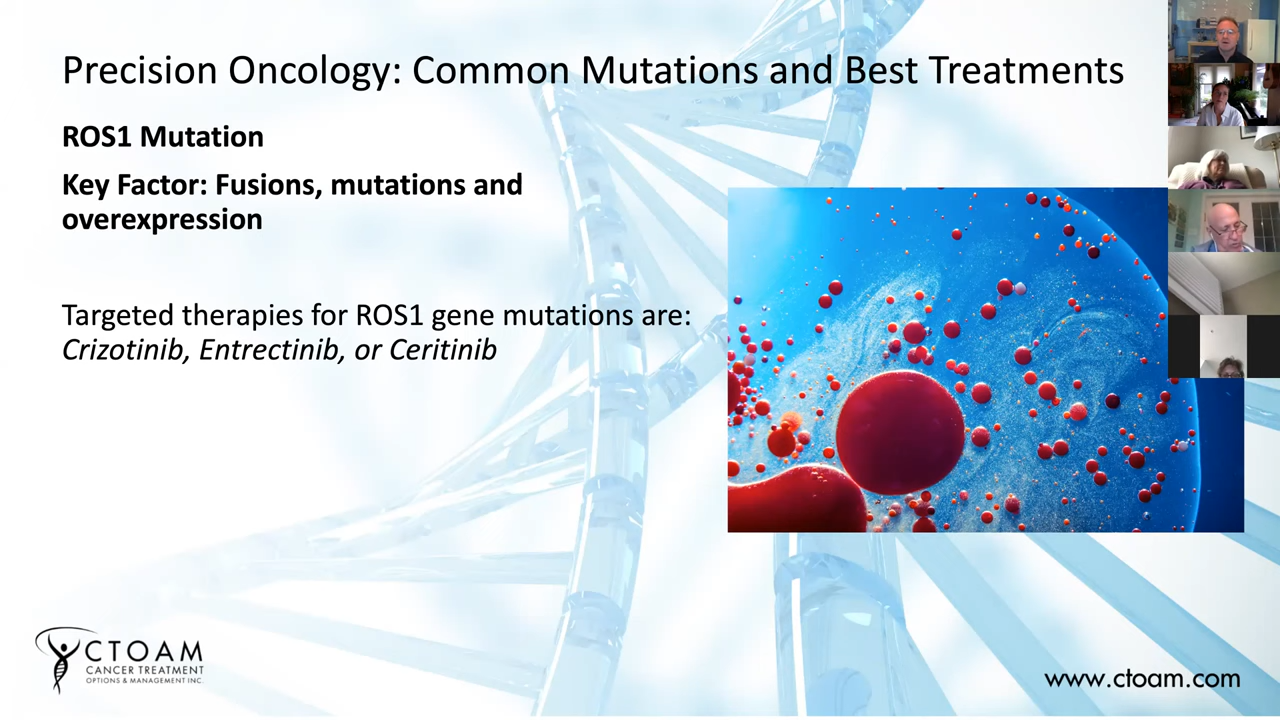 Precision Oncology: Common Mutations and Best Treatments
ROS1 Mutation
Key Factor: Fusions, mutations and
overexpression
Targeted therapies for ROS1 gene mutations are:
Crizotinib, Entrectinib, or Ceritinib
CTOAM
CANCER TREATMENT
OPTIONS & MANAGEMENT INC.
www.ctoam.com